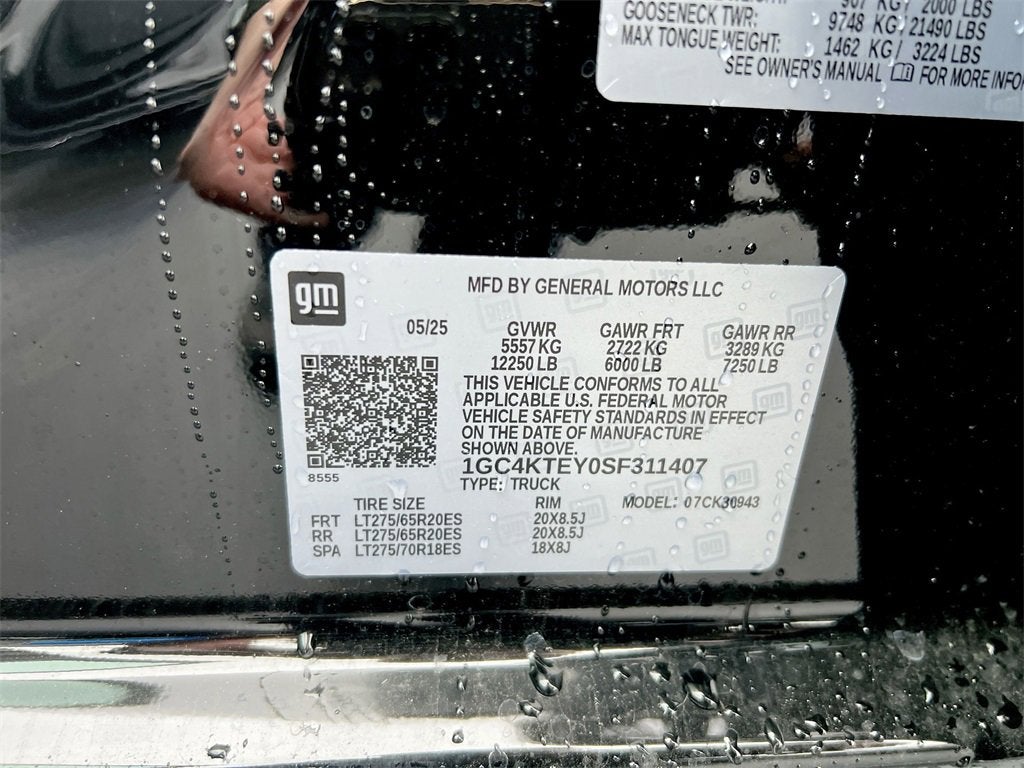 907 KG/ 2000 LBS
GOOSENECK TWR: 9748 KG/ 21490 LBS
MAX TONGUE WEIGHT: 1462 KG/ 3224 LBS
SEE OWNER'S MANUAL FOR MORE INFO
gm
MFD BY GENERAL MOTORS LLC
05/25 GVWR GAWR FRT GAWR RR
5557 KG 2722 KG 3289 KG
12250 LB 6000 LB 7250 LB
THIS VEHICLE CONFORMS TO ALL
APPLICABLE U.S. FEDERAL MOTOR
VEHICLE SAFETY STANDARDS IN EFFECT
ON THE DATE OF MANUFACTURE
SHOWN ABOVE.
8555
1GC4KTEY0SF311407
TYPE: TRUCK
TIRE SIZE RIM MODEL: 07CK30943
FRT LT275/65R20ES 20X8.5J
RR LT275/65R20ES 20X8.5J
SPA LT275/70R18ES 18X8J